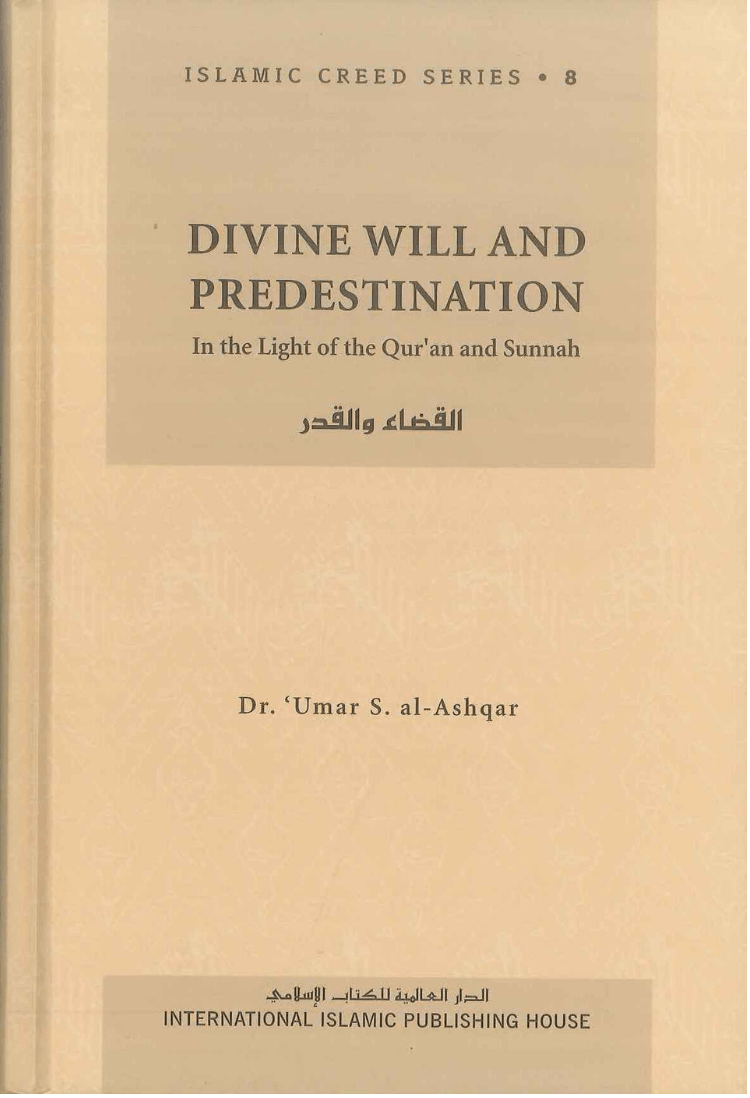 ISLAMIC CREED SERIES • 8
DIVINE WILL AND
PREDESTINATION
In the Light of the Qur'an and Sunnah
القضاء والقدر
Dr. ‘Umar S. al-Ashqar
الدار العالمية للكتاب الإسلامي
INTERNATIONAL ISLAMIC PUBLISHING HOUSE